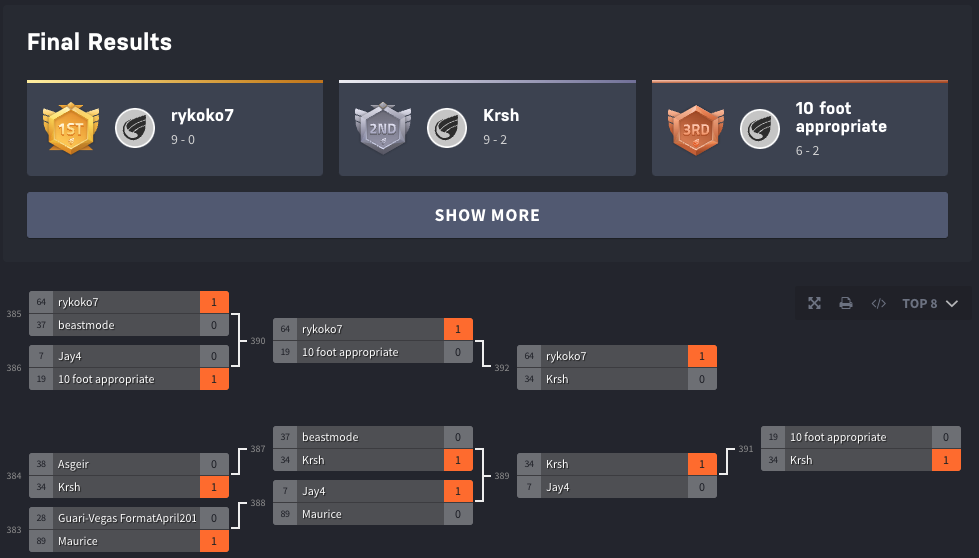 Final Results
1ST
rykoko7
9 - 0
2ND
Krsh
9 - 2
3RD
10 foot
appropriate
6 - 2
SHOW MORE
TOP 8
385
64 rykoko7 1
37 beastmode 0
386
7 Jay4 0
19 10 foot appropriate 1
390
64 rykoko7 1
19 10 foot appropriate 0
392
64 rykoko7 1
34 Krsh 0
384
38 Asgeir 0
34 Krsh 1
383
28 Guari-Vegas FormatApril201 0
89 Maurice 1
387
37 beastmode 0
34 Krsh 1
388
7 Jay4 1
89 Maurice 0
389
34 Krsh 1
7 Jay4 0
391
19 10 foot appropriate 0
34 Krsh 1